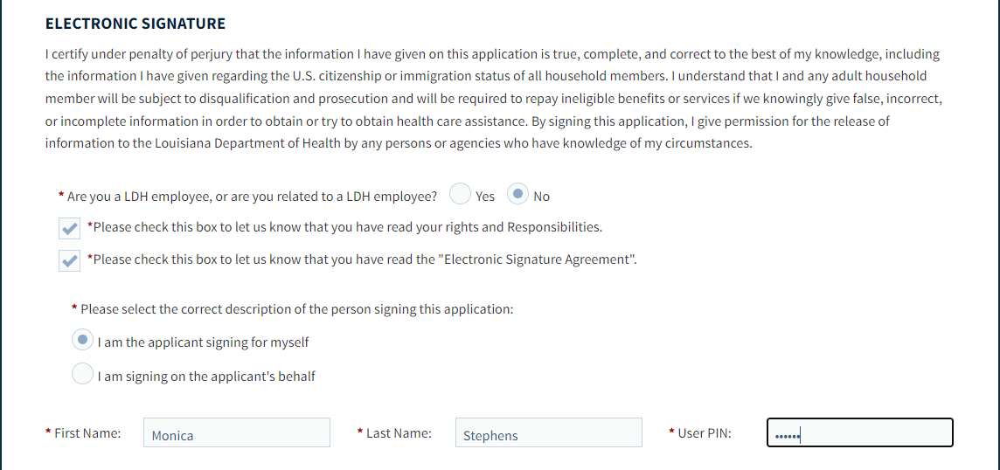 ELECTRONIC SIGNATURE
I certify under penalty of perjury that the information I have given on this application is true, complete, and correct to the best of my knowledge, including
the information I have given regarding the U.S. citizenship or immigration status of all household members. I understand that I and any adult household
member will be subject to disqualification and prosecution and will be required to repay ineligible benefits or services if we knowingly give false, incorrect,
or incomplete information in order to obtain or try to obtain health care assistance. By signing this application, I give permission for the release of
information to the Louisiana Department of Health by any persons or agencies who have knowledge of my circumstances.
* Are you a LDH employee, or are you related to a LDH employee? Yes No
*Please check this box to let us know that you have read your rights and Responsibilities.
*Please check this box to let us know that you have read the "Electronic Signature Agreement".
* Please select the correct description of the person signing this application:
I am the applicant signing for myself
I am signing on the applicant's behalf
* First Name: Monica * Last Name: Stephens * User PIN: ••••••